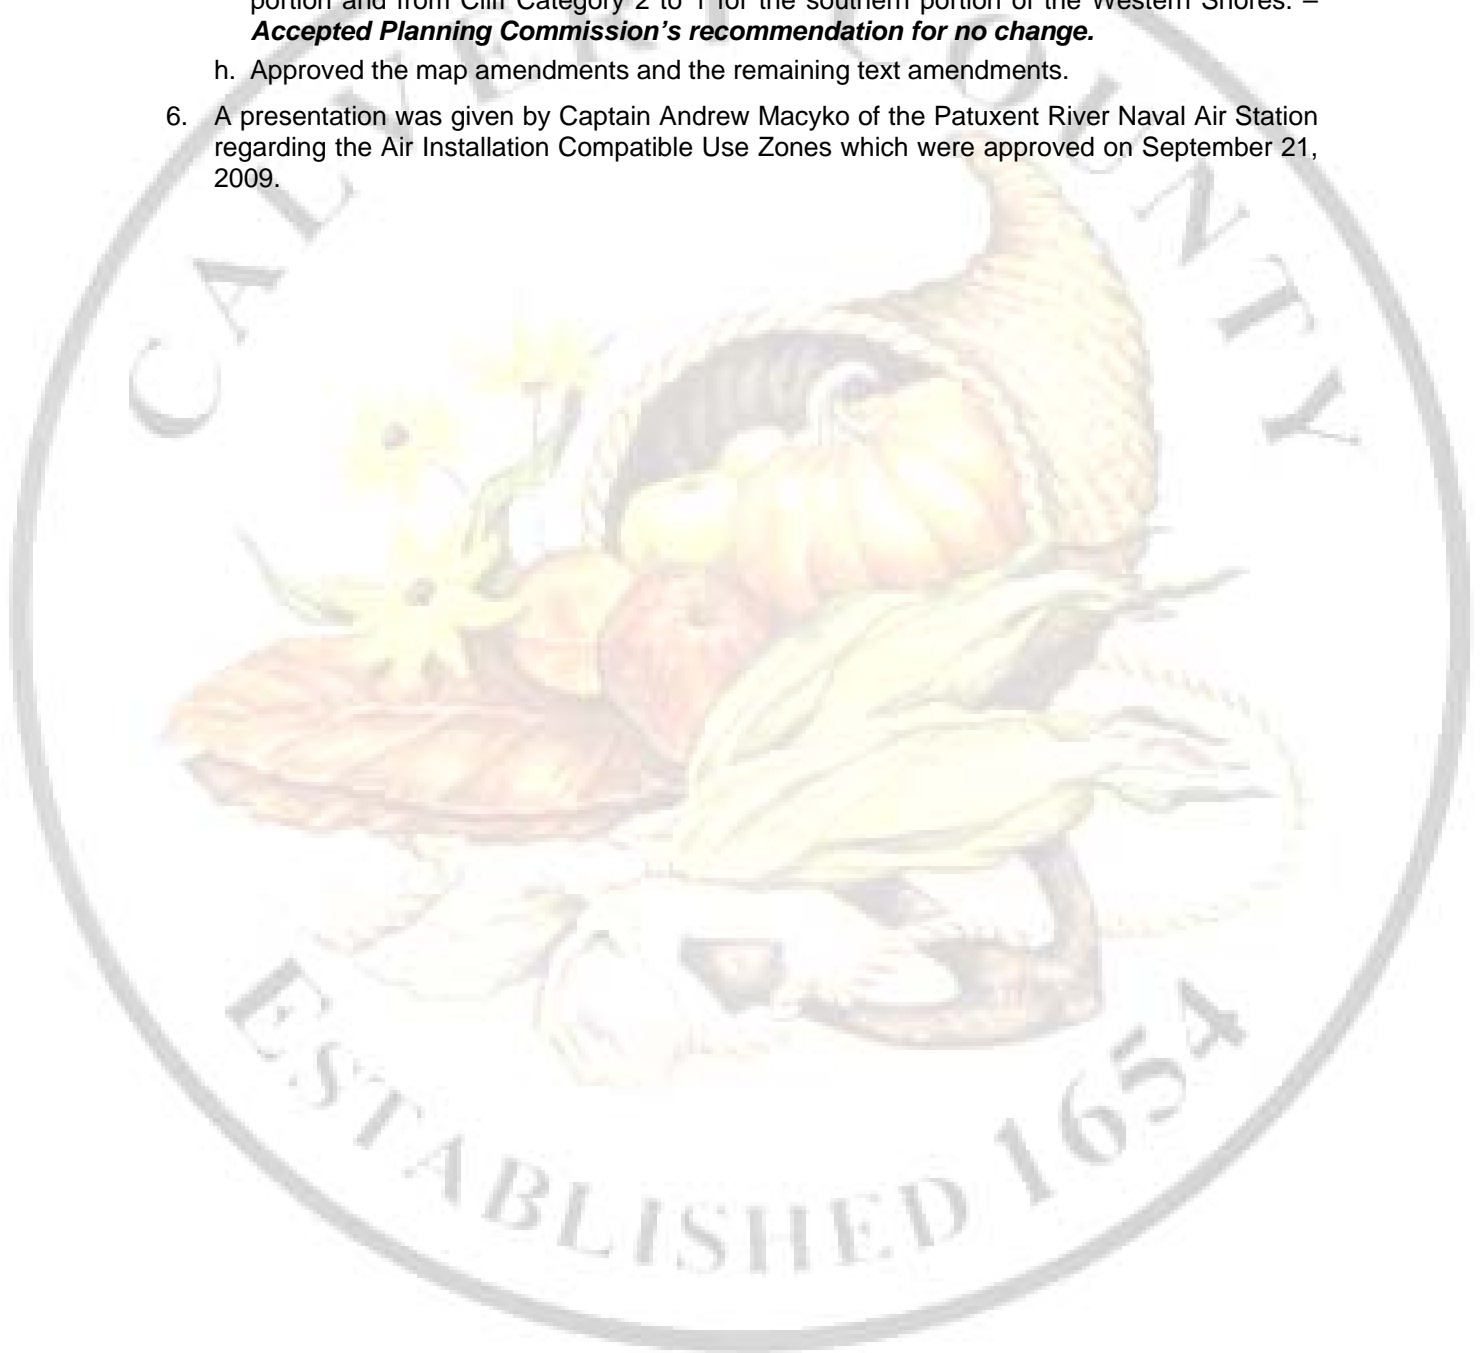 portion and from Cliff Category 2 to 1 for the southern portion of the Western Shores. –
Accepted Planning Commission's recommendation for no change.
h. Approved the map amendments and the remaining text amendments.
6. A presentation was given by Captain Andrew Macyko of the Patuxent River Naval Air Station
regarding the Air Installation Compatible Use Zones which were approved on September 21,
2009.
CALVERT COUNTY
ESTABLISHED 1654